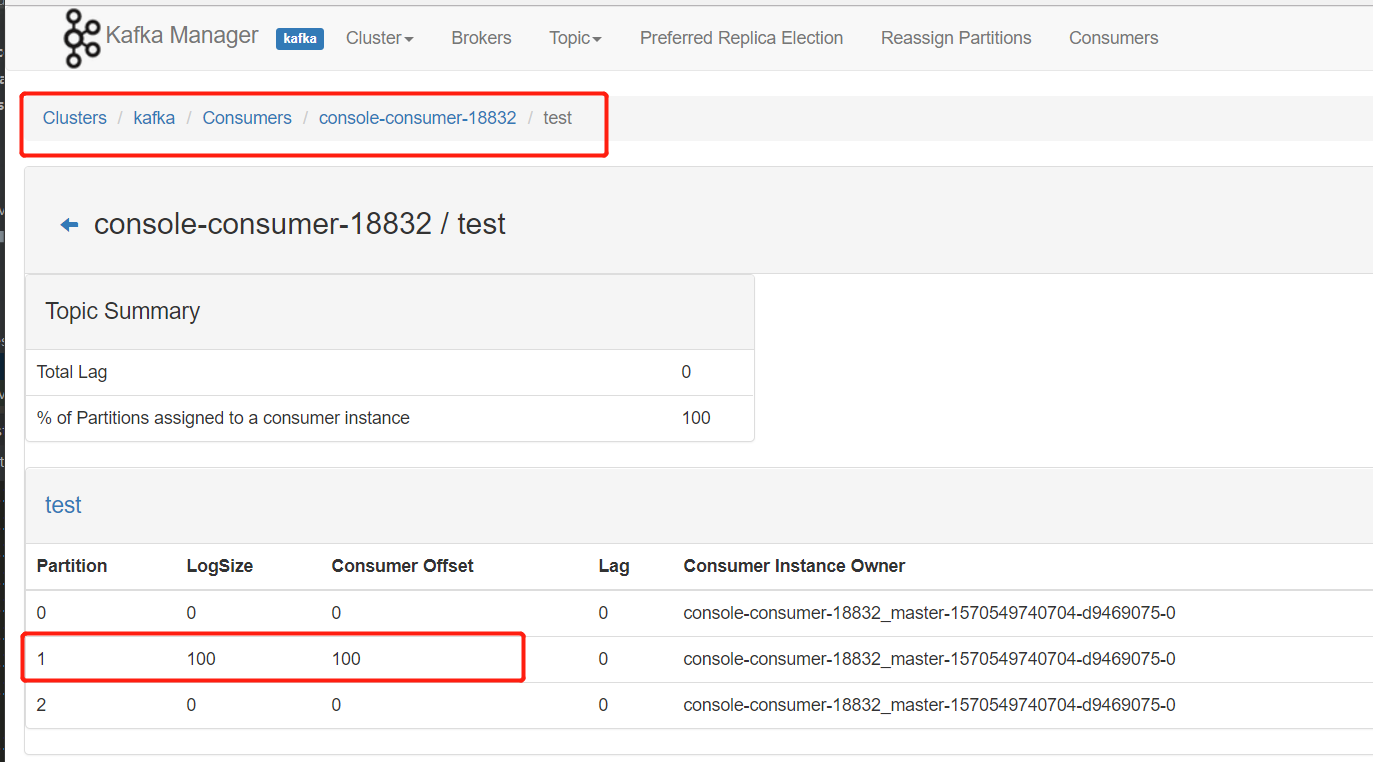 Kafka Manager kafka Cluster Brokers Topic Preferred Replica Election Reassign Partitions Consumers
Clusters / kafka / Consumers / console-consumer-18832 / test
console-consumer-18832 / test
Topic Summary
Total Lag 0
% of Partitions assigned to a consumer instance 100
test
Partition LogSize Consumer Offset Lag Consumer Instance Owner
0 0 0 0 console-consumer-18832_master-1570549740704-d9469075-0
1 100 100 0 console-consumer-18832_master-1570549740704-d9469075-0
2 0 0 0 console-consumer-18832_master-1570549740704-d9469075-0